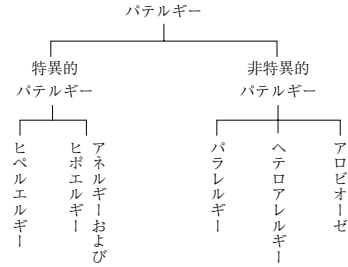 パテルギー
特異的
パテルギー
非特異的
パテルギー
ヒペルエルギー
アネルギーおよび
ヒポエルギー
パラレルギー
ヘテロアレルギー
アロビオーゼ